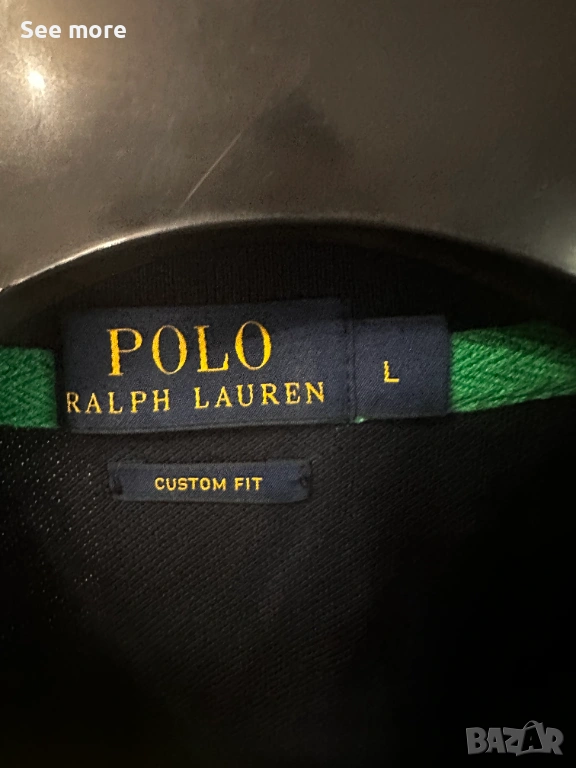 See more
POLO
RALPH LAUREN
L
CUSTOM FIT
BAZAR